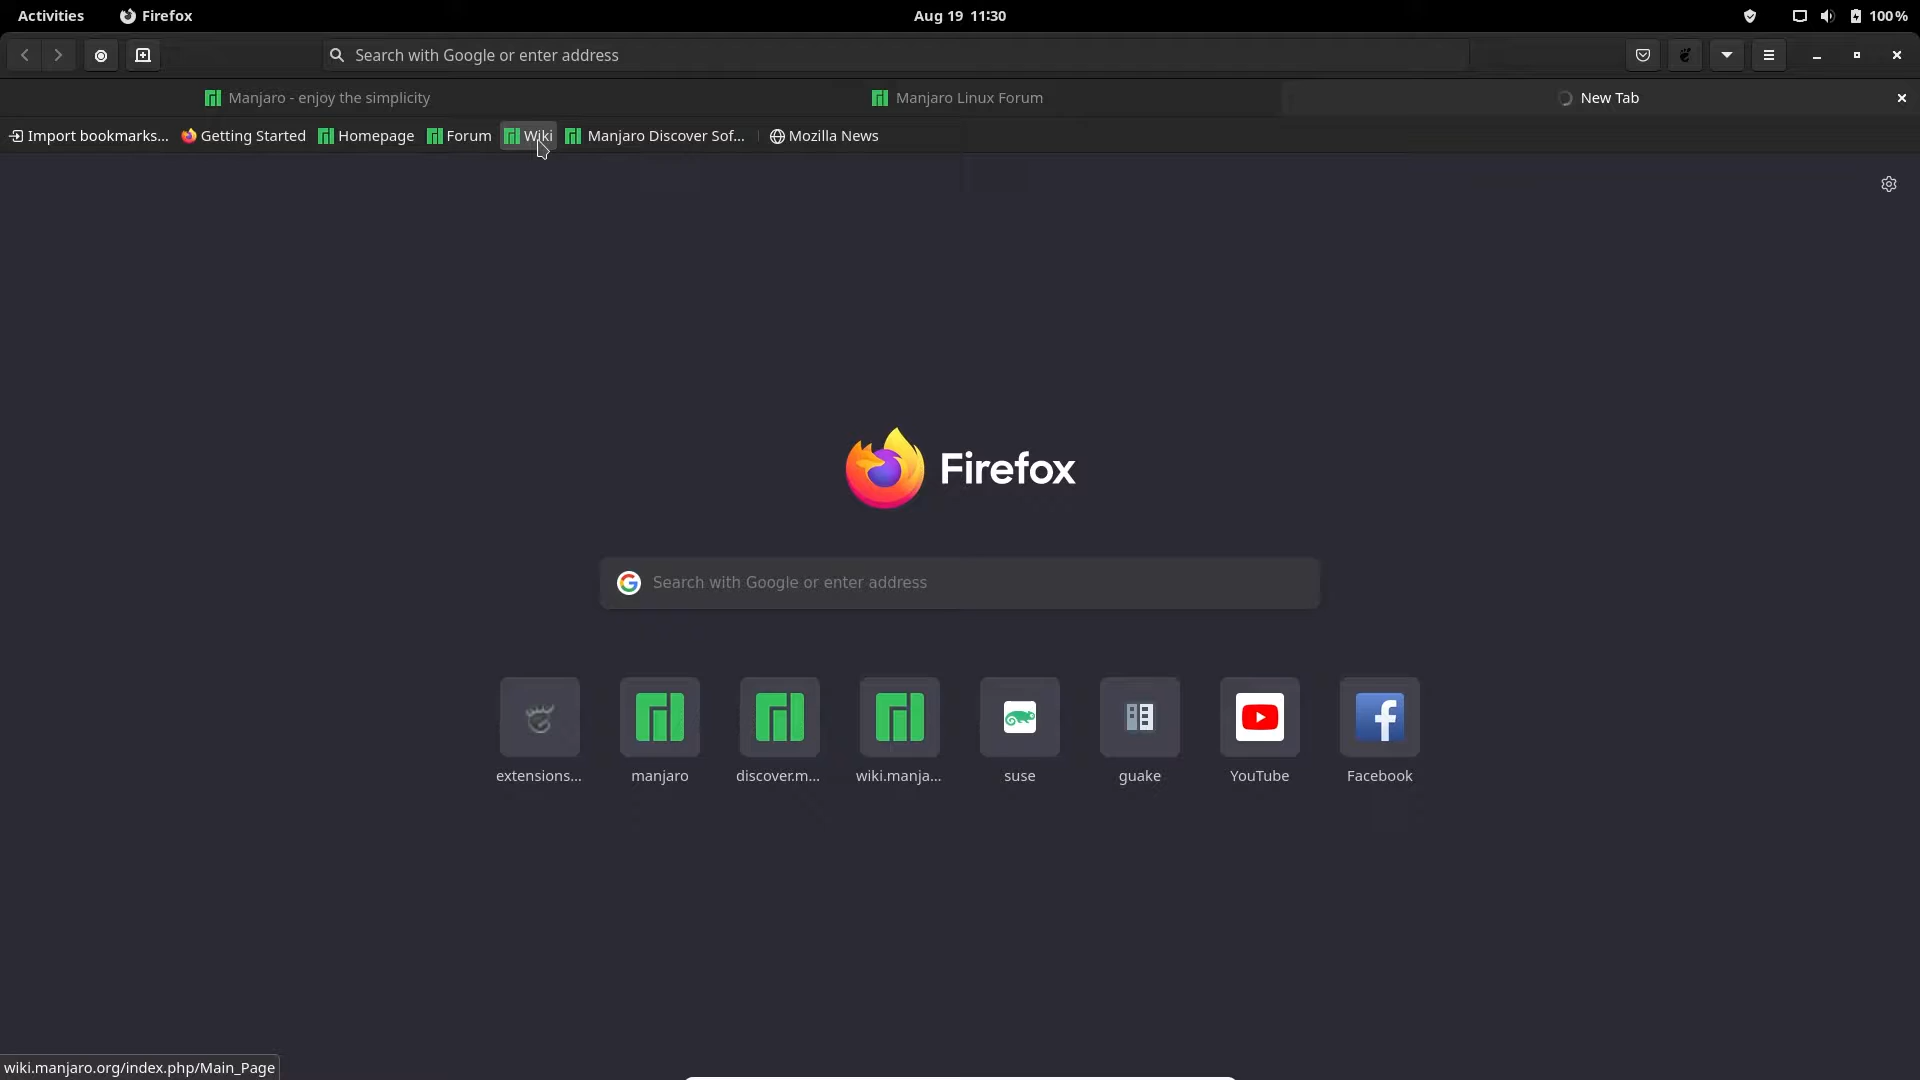 Activities Firefox Aug 19 11:30 100%
Search with Google or enter address
Manjaro - enjoy the simplicity Manjaro Linux Forum New Tab
Import bookmarks... Getting Started Homepage Forum Wiki Manjaro Discover Sof... Mozilla News
Firefox
Search with Google or enter address
extensions... manjaro discover.m... wiki.manja... suse guake YouTube Facebook
wiki.manjaro.org/index.php/Main_Page